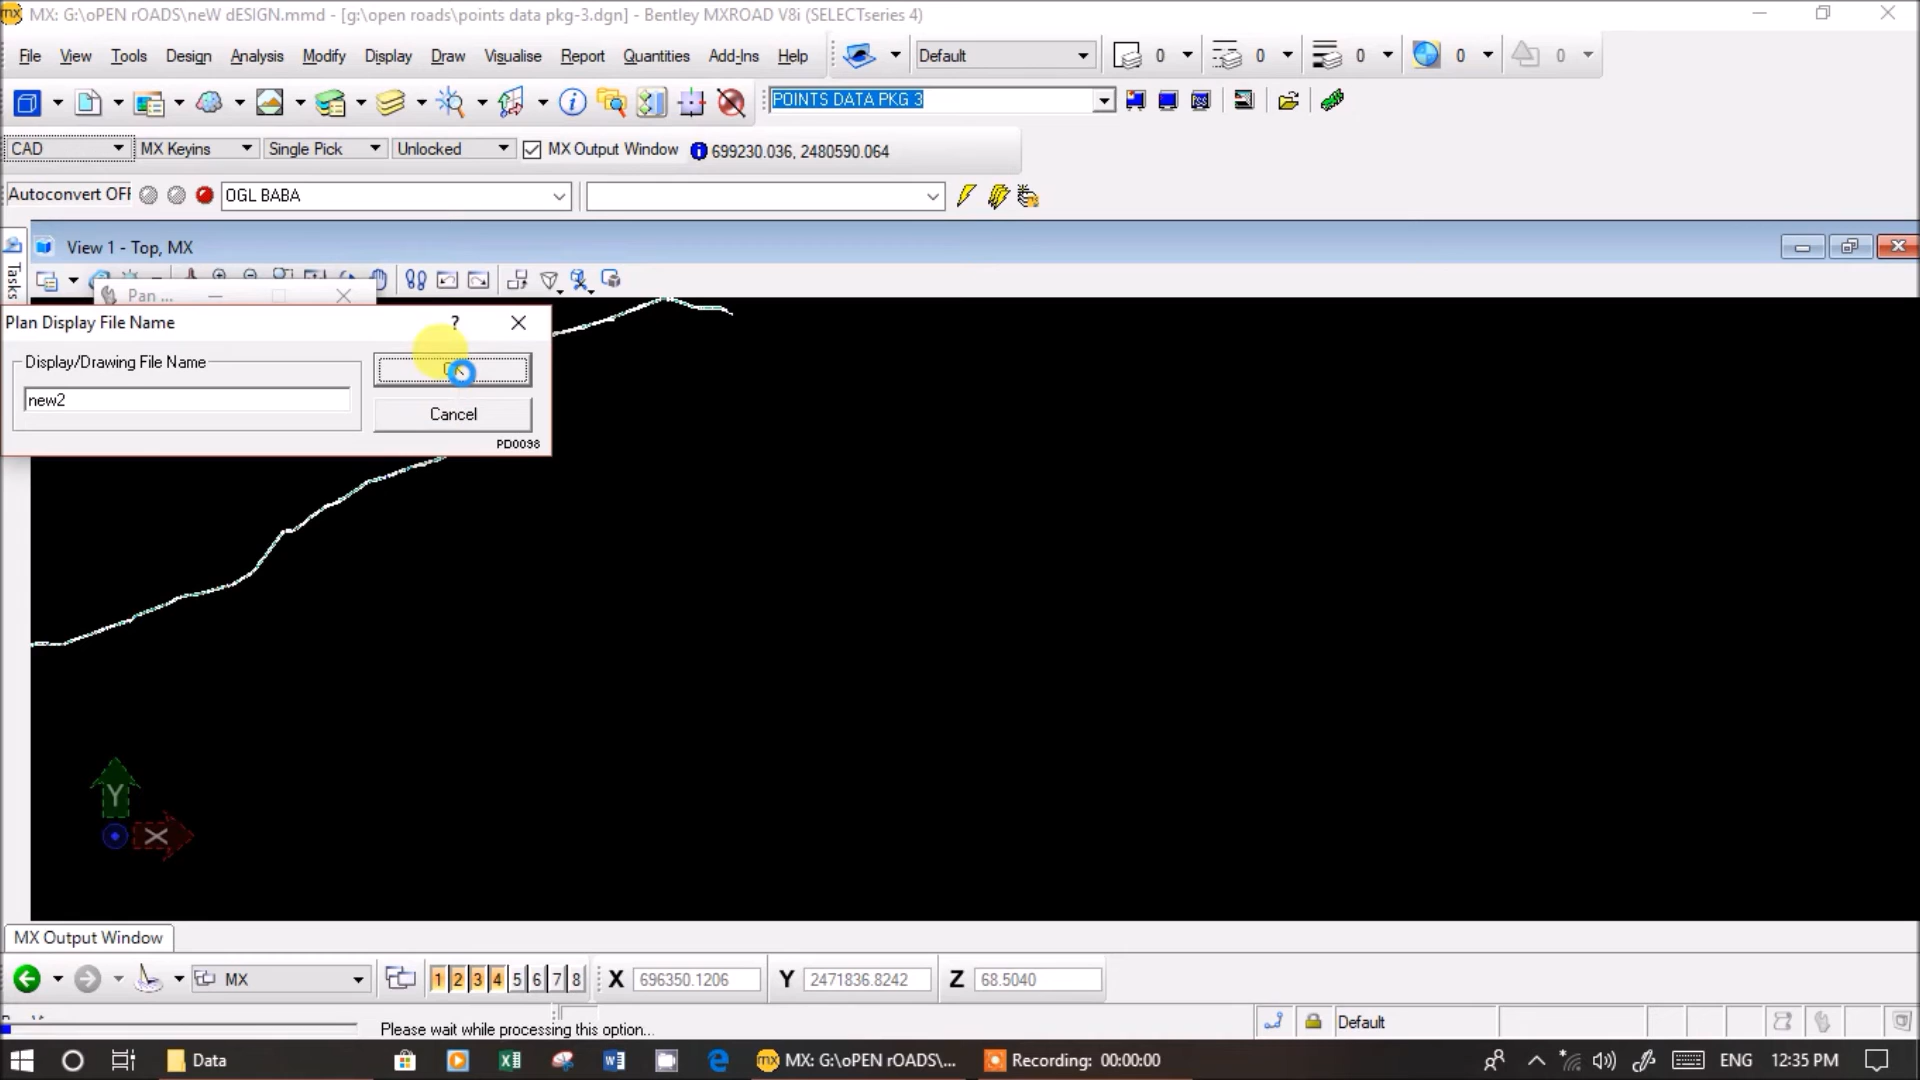 MX: G:\oPEN rOADS\neW dESIGN.mmd - [g:\open roads\points data pkg-3.dgn] - Bentley MXROAD V8i (SELECTseries 4)
File View Tools Design Analysis Modify Display Draw Visualise Report Quantities Add-Ins Help Default 0 0 0 0 0
POINTS DATA PKG 3
CAD MX Keyins Single Pick Unlocked MX Output Window 699230.036, 2480590.064
Autoconvert OFF OGL BABA
View 1 - Top, MX
Tasks
Pan ...
Plan Display File Name
Display/Drawing File Name
new2
Cancel
PD0098
Y
X
MX Output Window
MX 1 2 3 4 5 6 7 8 X 696350.1206 Y 2471836.8242 Z 68.5040
Please wait while processing this option... Default
Data MX: G:\oPEN rOADS\... Recording: 00:00:00 ENG 12:35 PM